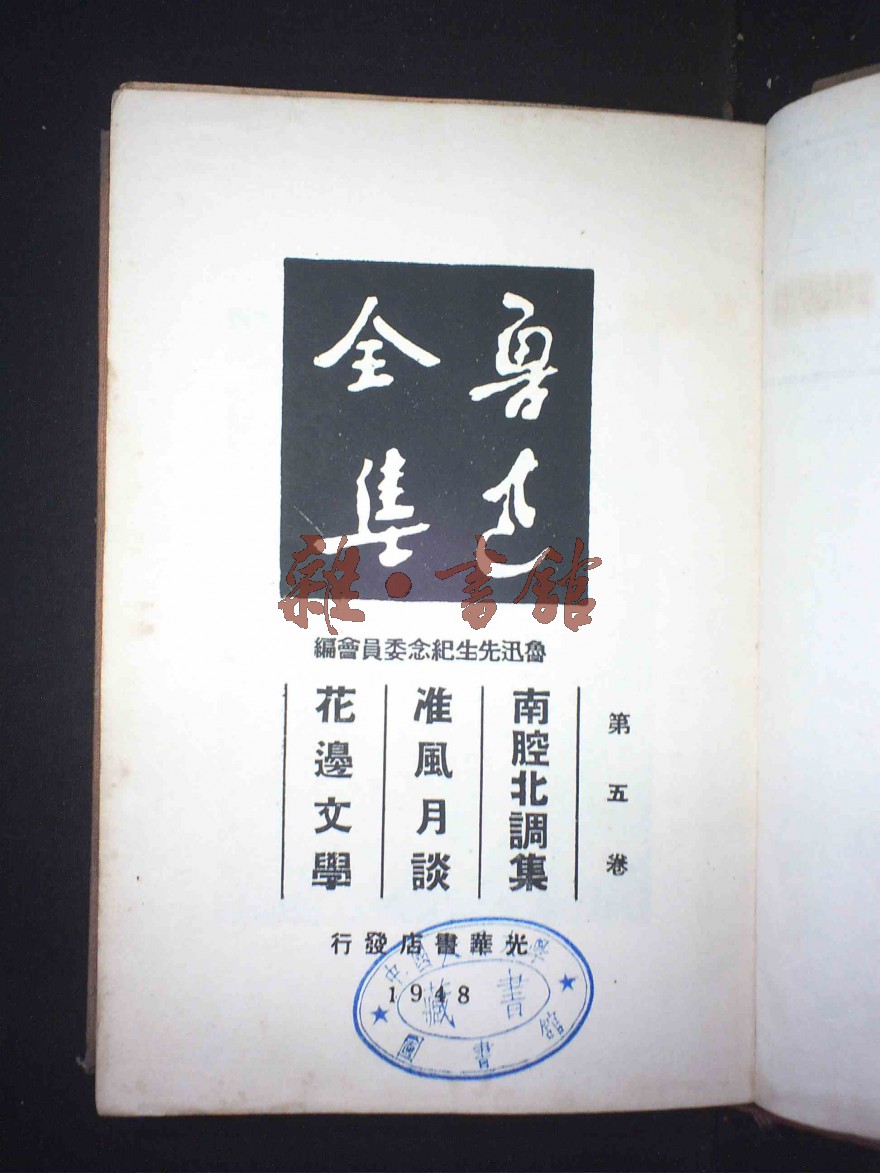 魯迅
全集
雜·書館
魯迅先生紀念委員會編
第五卷
南腔北調集
准風月談
花邊文學
光華書店發行
1948
藏書
圖書館